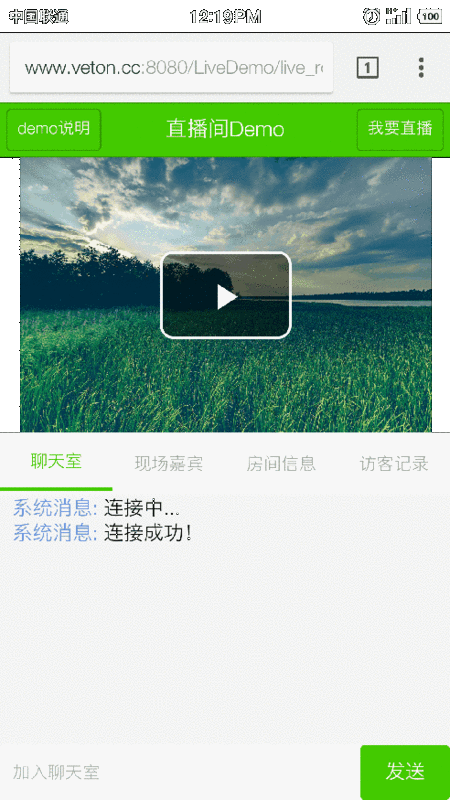 中国联通 12:19PM 100
www.veton.cc:8080/LiveDemo/live_r
1
demo说明 直播间Demo 我要直播
聊天室 现场嘉宾 房间信息 访客记录
系统消息: 连接中...
系统消息: 连接成功!
加入聊天室 发送